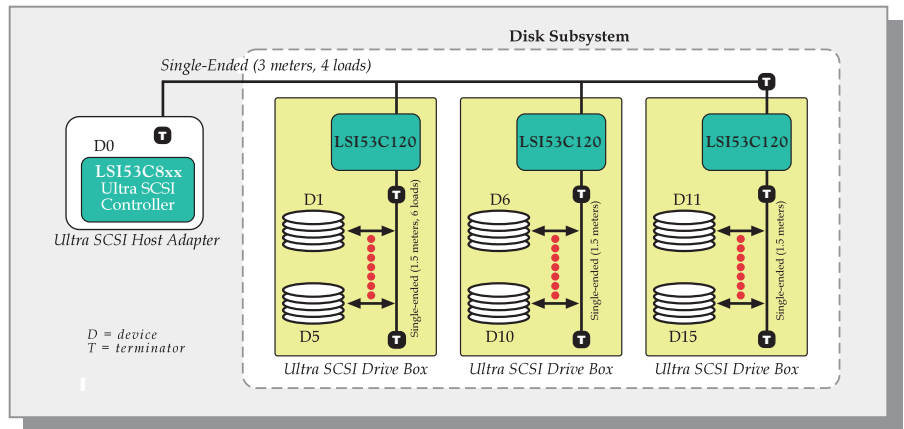 Disk Subsystem
Single-Ended (3 meters, 4 loads)
T
T
D0
LSI53C8xx
Ultra SCSI
Controller
Ultra SCSI Host Adapter
LSI53C120
T
D1
Single-ended (1.5 meters, 6 loads)
D5
T
Ultra SCSI Drive Box
LSI53C120
T
D6
Single-ended (1.5 meters)
D10
T
Ultra SCSI Drive Box
LSI53C120
T
D11
Single-ended (1.5 meters)
D15
T
Ultra SCSI Drive Box
D = device
T = terminator